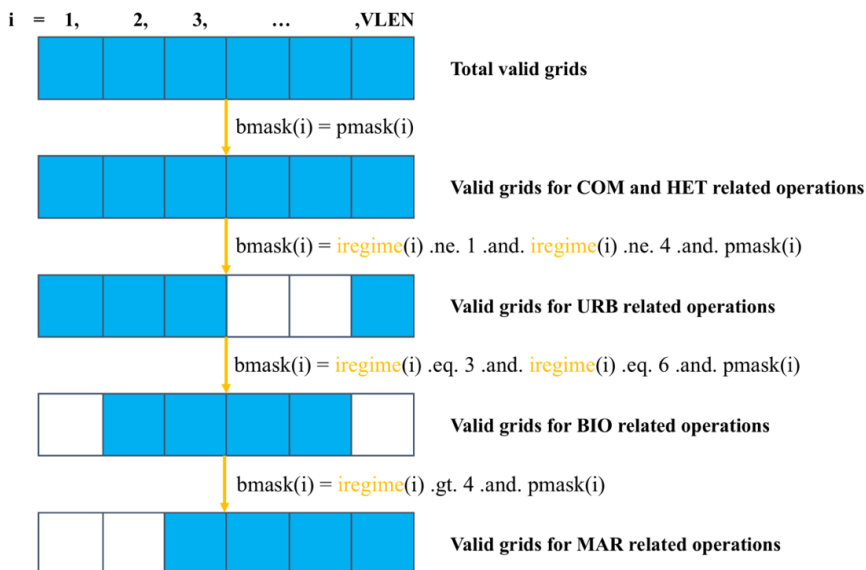 i = 1, 2, 3, ... ,VLEN
Total valid grids
bmask(i) = pmask(i)
Valid grids for COM and HET related operations
bmask(i) = iregime(i) .ne. 1 .and. iregime(i) .ne. 4 .and. pmask(i)
Valid grids for URB related operations
bmask(i) = iregime(i) .eq. 3 .and. iregime(i) .eq. 6 .and. pmask(i)
Valid grids for BIO related operations
bmask(i) = iregime(i) .gt. 4 .and. pmask(i)
Valid grids for MAR related operations